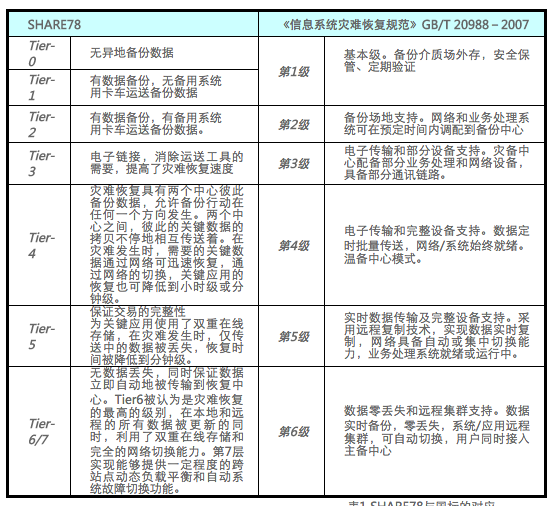 SHARE78
《信息系统灾难恢复规范》GB/T 20988 – 2007
Tier-
0
无异地备份数据
Tier-
1
有数据备份，无备用系统
用卡车运送备份数据
第1级
基本级。备份介质场外存，安全保
管、定期验证
Tier-
2
有数据备份，有备用系统
用卡车运送备份数据。
第2级
备份场地支持。网络和业务处理系
统可在预定时间内调配到备份中心
Tier-
3
电子链接，消除运送工具的
需要，提高了灾难恢复速度
第3级
电子传输和部分设备支持。灾备中
心配备部分业务处理和网络设备，
具备部分通讯链路。
Tier-
4
灾难恢复具有两个中心彼此
备份数据，允许备份行动在
任何一个方向发生。两个中
心之间，彼此的关键数据的
拷贝不停地相互传送着。在
灾难发生时，需要的关键数
据通过网络可迅速恢复，通
过网络的切换，关键应用的
恢复也可降低到小时级或分
钟级。
第4级
电子传输和完整设备支持。数据定
时批量传送，网络/系统始终就绪。
温备中心模式。
Tier-
5
保证交易的完整性
为关键应用使用了双重在线
存储，在灾难发生时，仅传
送中的数据被丢失，恢复时
间被降低到分钟级。
第5级
实时数据传输及完整设备支持。采
用远程复制技术，实现数据实时复
制，网络具备自动或集中切换能
力，业务处理系统就绪或运行中。
Tier-
6/7
无数据丢失，同时保证数据
立即自动地被传输到恢复中
心。Tier6被认为是灾难恢复
的最高的级别，在本地和远
程的所有数据被更新的同
时，利用了双重在线存储和
完全的网络切换能力。第7层
实现能够提供一定程度的跨
站点动态负载平衡和自动系
统故障切换功能。
第6级
数据零丢失和远程集群支持。数据
实时备份，零丢失，系统/应用远程
集群，可自动切换，用户同时接入
主备中心
表1 SHARE78与国标的对应